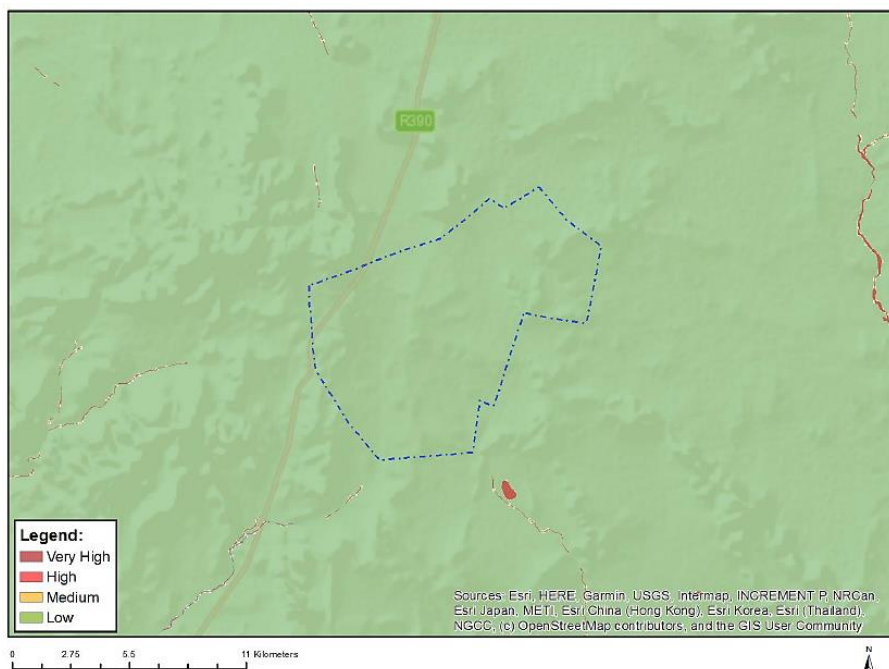 R390
Legend:
Very High
High
Medium
Low
Sources: Esri, HERE, Garmin, USGS, Intermap, INCREMENT P, NRCan,
Esri Japan, METI, Esri China (Hong Kong), Esri Korea, Esri (Thailand),
NGCC, (c) OpenStreetMap contributors, and the GIS User Community
0 2.75 5.5 11 Kilometers
N